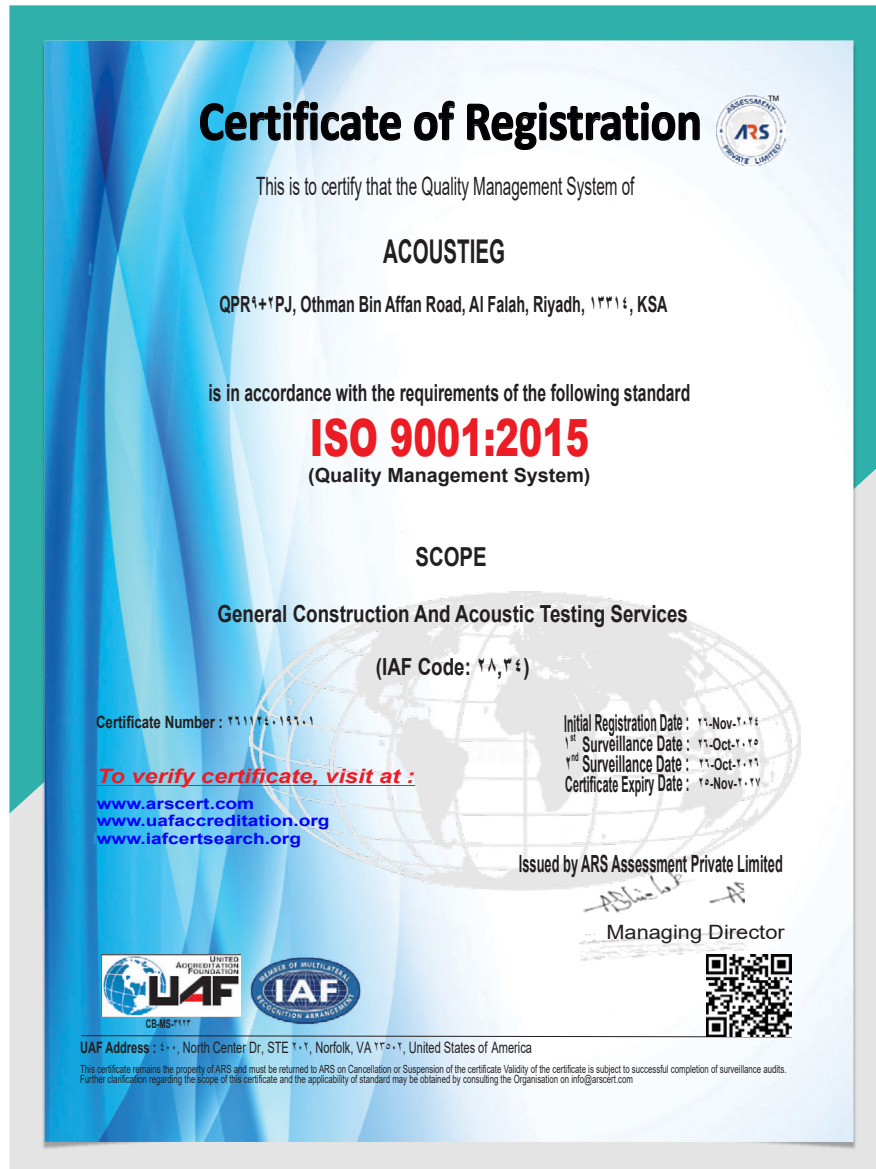 Certificate of Registration
ASSESSMENT
ARS
PRIVATE LIMITED
TM
This is to certify that the Quality Management System of
ACOUSTIEG
QPR٩+٢PJ, Othman Bin Affan Road, Al Falah, Riyadh, ١٣٣١٤, KSA
is in accordance with the requirements of the following standard
ISO 9001:2015
(Quality Management System)
SCOPE
General Construction And Acoustic Testing Services
(IAF Code: ٢٨,٣٤)
Certificate Number : ٢٦١١٢٤٠١٩٦٠١
Initial Registration Date : ٢٦-Nov-٢٠٢٤
١st Surveillance Date : ٢٦-Oct-٢٠٢٥
٢nd Surveillance Date : ٢٦-Oct-٢٠٢٦
Certificate Expiry Date : ٢٥-Nov-٢٠٢٧
To verify certificate, visit at :
www.arscert.com
www.uafaccreditation.org
www.iafcertsearch.org
Issued by ARS Assessment Private Limited
Managing Director
UNITED
ACCREDITATION
FOUNDATION
UAF
CB-MS-٢٩٢٣
MEMBER OF MULTILATERAL
IAF
RECOGNITION ARRANGEMENT
UAF Address : ٤٠٠, North Center Dr, STE ٢٠٢, Norfolk, VA ٢٣٥٠٢, United States of America
This certificate remains the property of ARS and must be returned to ARS on Cancellation or Suspension of the certificate Validity of the certificate is subject to successful completion of surveillance audits.
Further clarification regarding the scope of this certificate and the applicability of standard may be obtained by consulting the Organisation on info@arscert.com